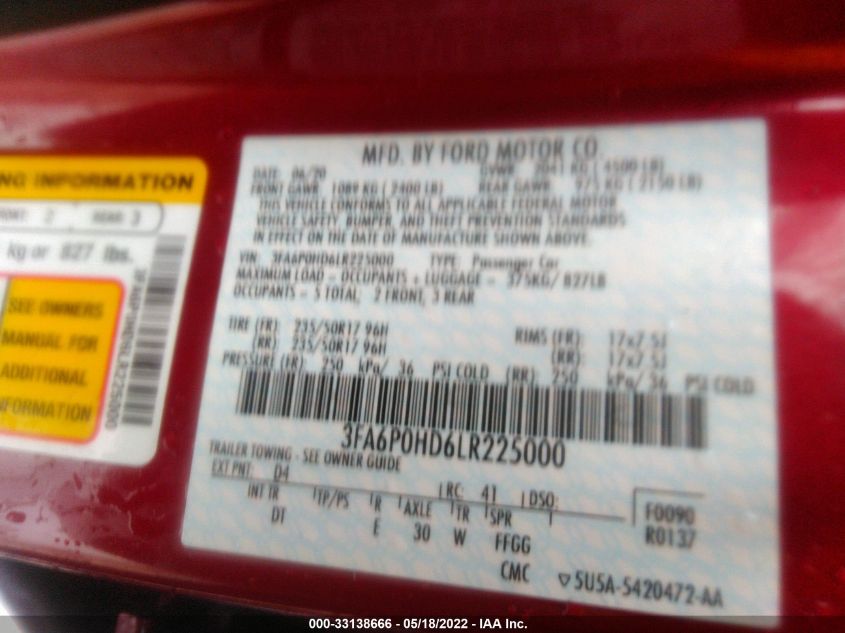 NG INFORMATION
FRONT: 2 REAR: 3
kg or 827 lbs.
SEE OWNERS
MANUAL FOR
ADDITIONAL
INFORMATION
3FA6P0HD6LR225000
MFD. BY FORD MOTOR CO.
DATE: 06/20 GVWR: 2041 KG ( 4500 LB)
FRONT GAWR: 1089 KG ( 2400 LB) REAR GAWR: 975 KG ( 2150 LB)
THIS VEHICLE CONFORMS TO ALL APPLICABLE FEDERAL MOTOR
VEHICLE SAFETY, BUMPER, AND THEFT PREVENTION STANDARDS
IN EFFECT ON THE DATE OF MANUFACTURE SHOWN ABOVE.
VIN: 3FA6P0HD6LR225000 TYPE: Passenger Car
MAXIMUM LOAD - OCCUPANTS + LUGGAGE - 375KG/ 827LB
OCCUPANTS - 5 TOTAL, 2 FRONT, 3 REAR
TIRE (FR): 235/50R17 96H RIMS (FR): 17x7.5J
(RR): 235/50R17 96H (RR): 17x7.5J
PRESSURE (FR): 250 kPa/ 36 PSI COLD (RR): 250 kPa/ 36 PSI COLD
3FA6P0HD6LR225000
TRAILER TOWING - SEE OWNER GUIDE
EXT PNT: D4 RC: 41 DSO:
INT TR TP/PS R AXLE TR SPR F0090
DT E 30 W FFGG R0137
CMC ▽5U5A-5420472-AA
000-33138666 - 05/18/2022 - IAA Inc.